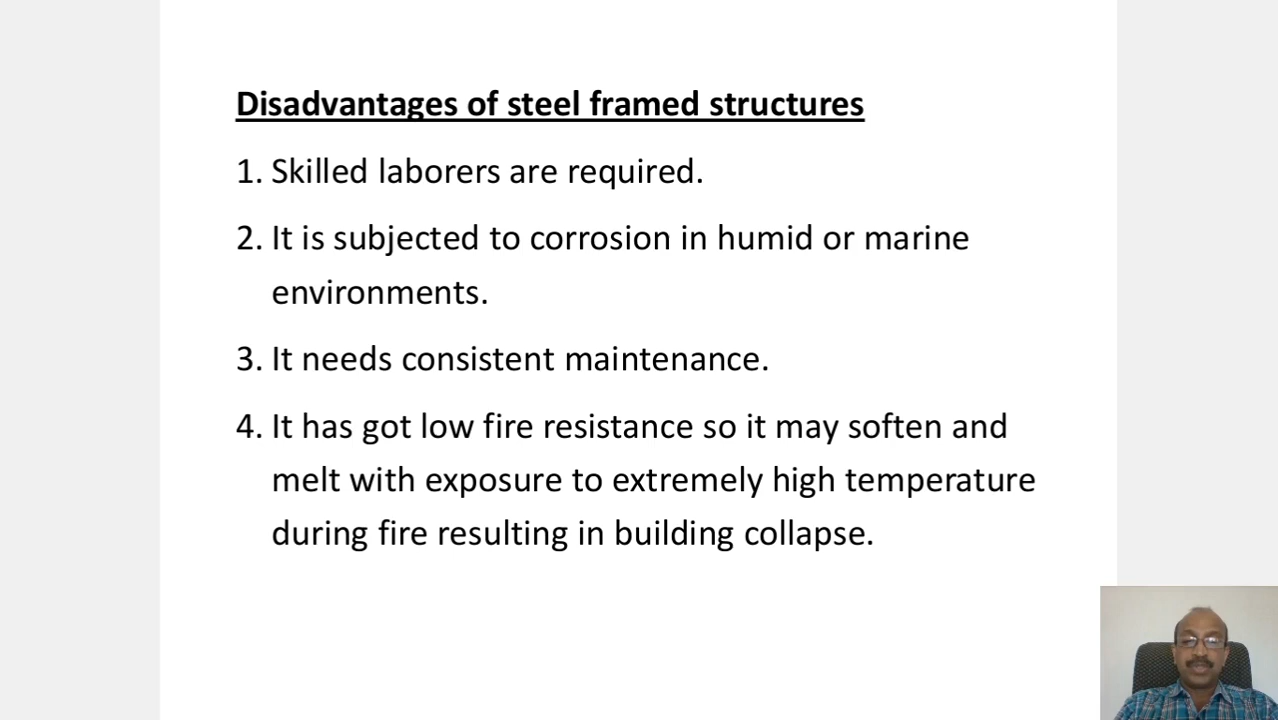 Disadvantages of steel framed structures
1. Skilled laborers are required.
2. It is subjected to corrosion in humid or marine
environments.
3. It needs consistent maintenance.
4. It has got low fire resistance so it may soften and
melt with exposure to extremely high temperature
during fire resulting in building collapse.